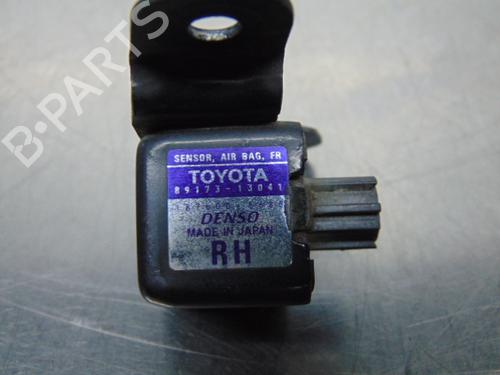 B-PARTS
SENSOR, AIR BAG, FR
TOYOTA
89173-13041
DENSO
MADE IN JAPAN
RH